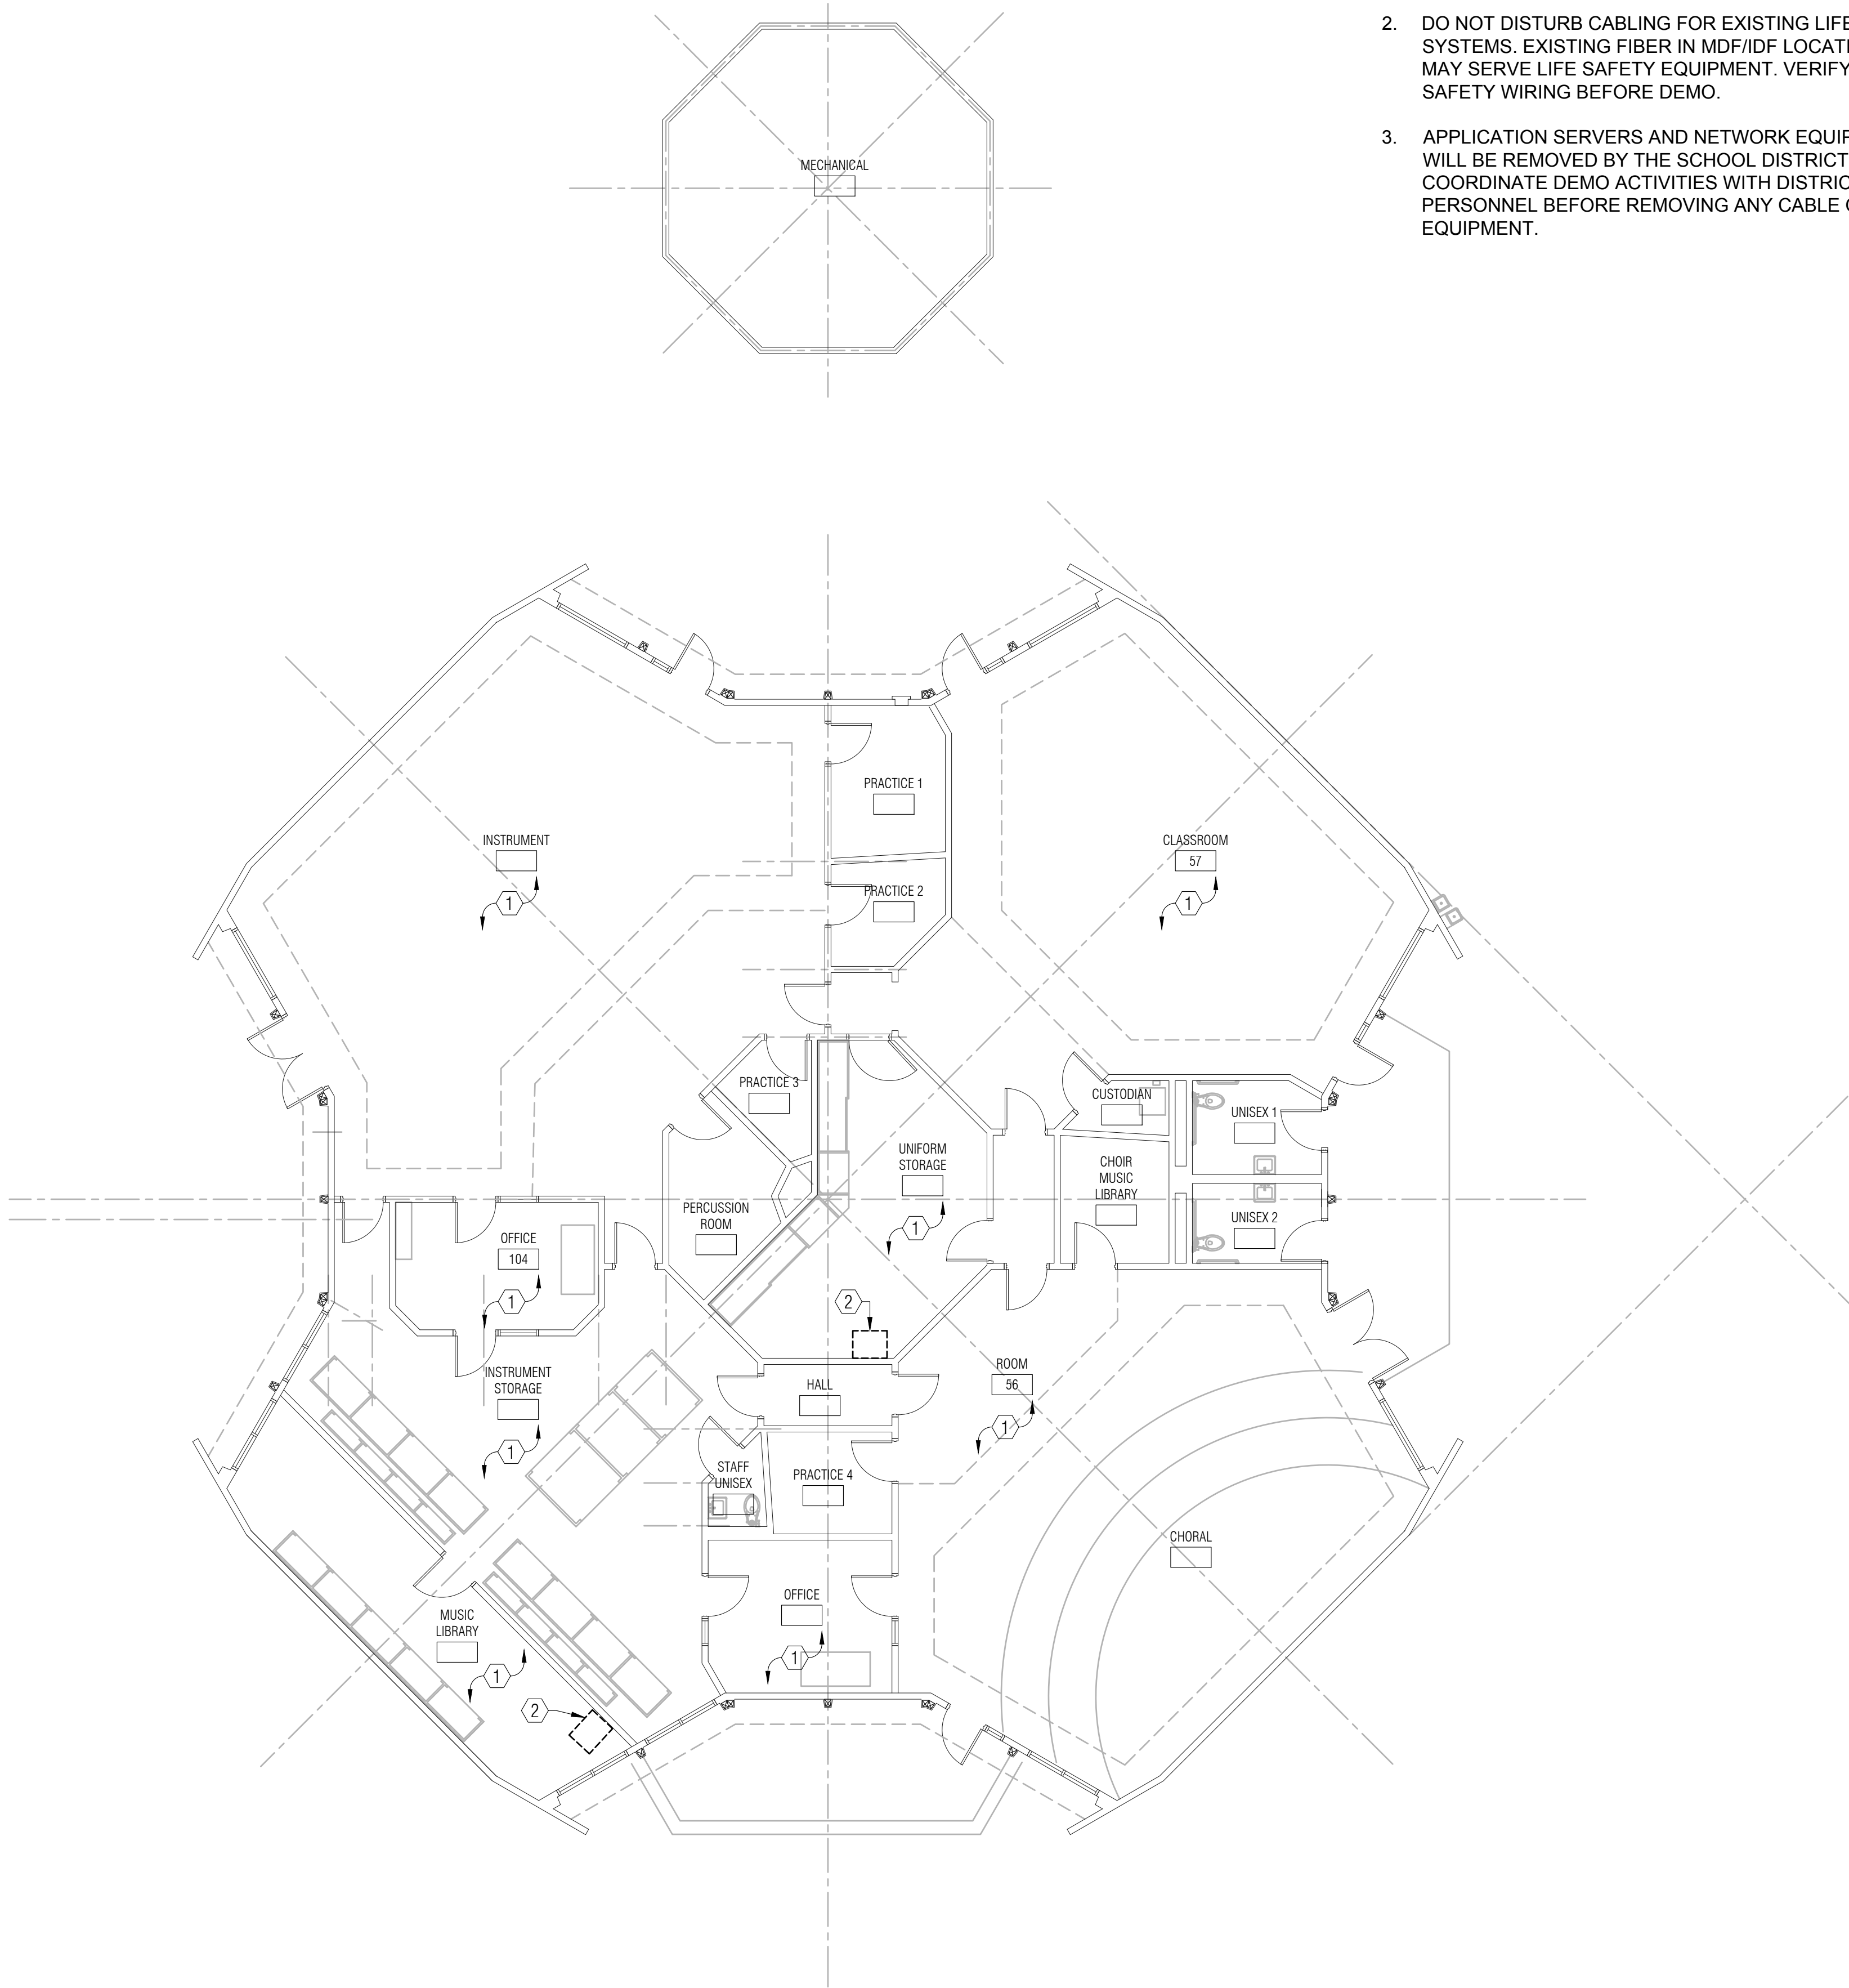 2. DO NOT DISTURB CABLING FOR EXISTING LIFE
SYSTEMS. EXISTING FIBER IN MDF/IDF
MAY SERVE LIFE SAFETY EQUIPMENT. VERIFY
SAFETY WIRING BEFORE DEMO.
3. APPLICATION SERVERS AND NETWORK
WILL BE REMOVED BY THE SCHOOL DISTRICT
COORDINATE DEMO ACTIVITIES WITH
PERSONNEL BEFORE REMOVING ANY CABLE
EQUIPMENT.
MECHANICAL
PRACTICE 1
INSTRUMENT
1
CLASSROOM
57
1
PRACTICE 2
PRACTICE 3
CUSTODIAN
UNISEX 1
UNIFORM
STORAGE
1
CHOIR
MUSIC
LIBRARY
PERCUSSION
ROOM
UNISEX 2
OFFICE
104
1
2
INSTRUMENT
STORAGE
1
HALL
ROOM
56
1
STAFF
UNISEX
PRACTICE 4
CHORAL
OFFICE
1
MUSIC
LIBRARY
1
2